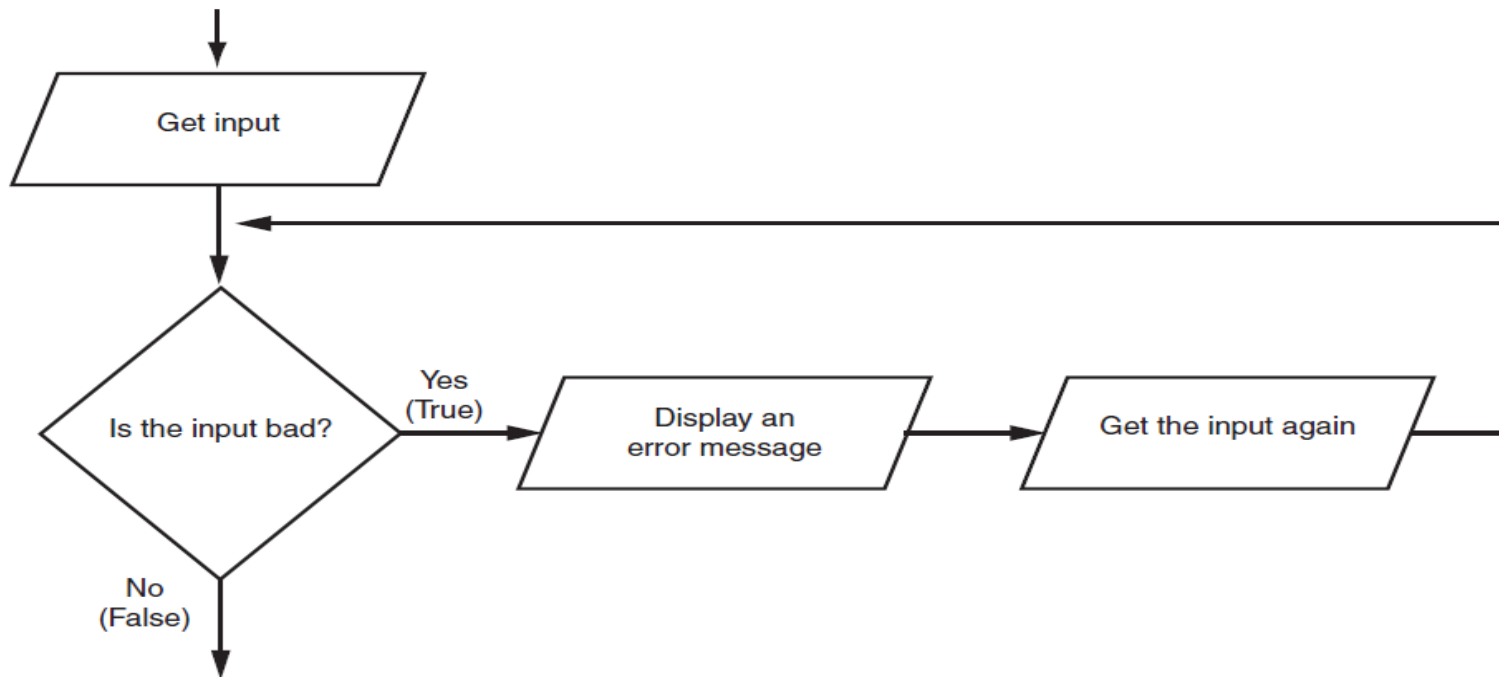 Get input
Is the input bad?
Yes
(True)
Display an
error message
Get the input again
No
(False)